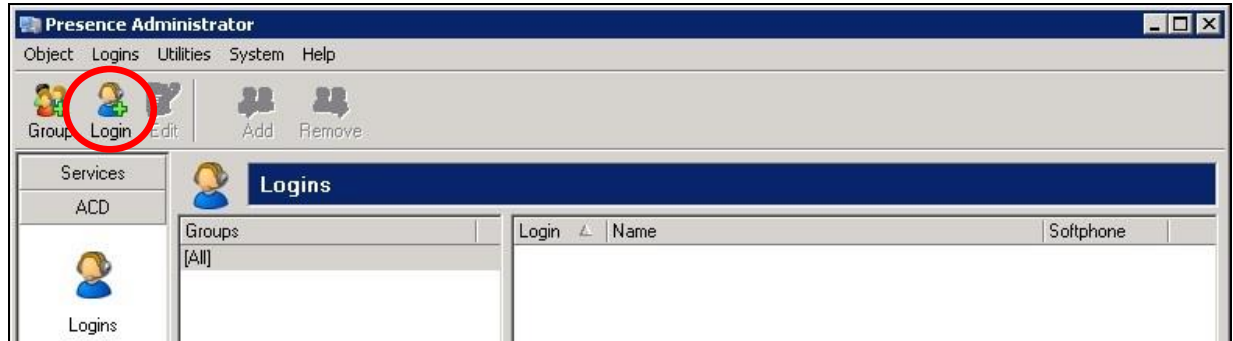 Presence Administrator
Object Logins Utilities System Help
Group Login Edit Add Remove
Services
ACD
Logins
Logins
Groups
[All]
Login Name Softphone